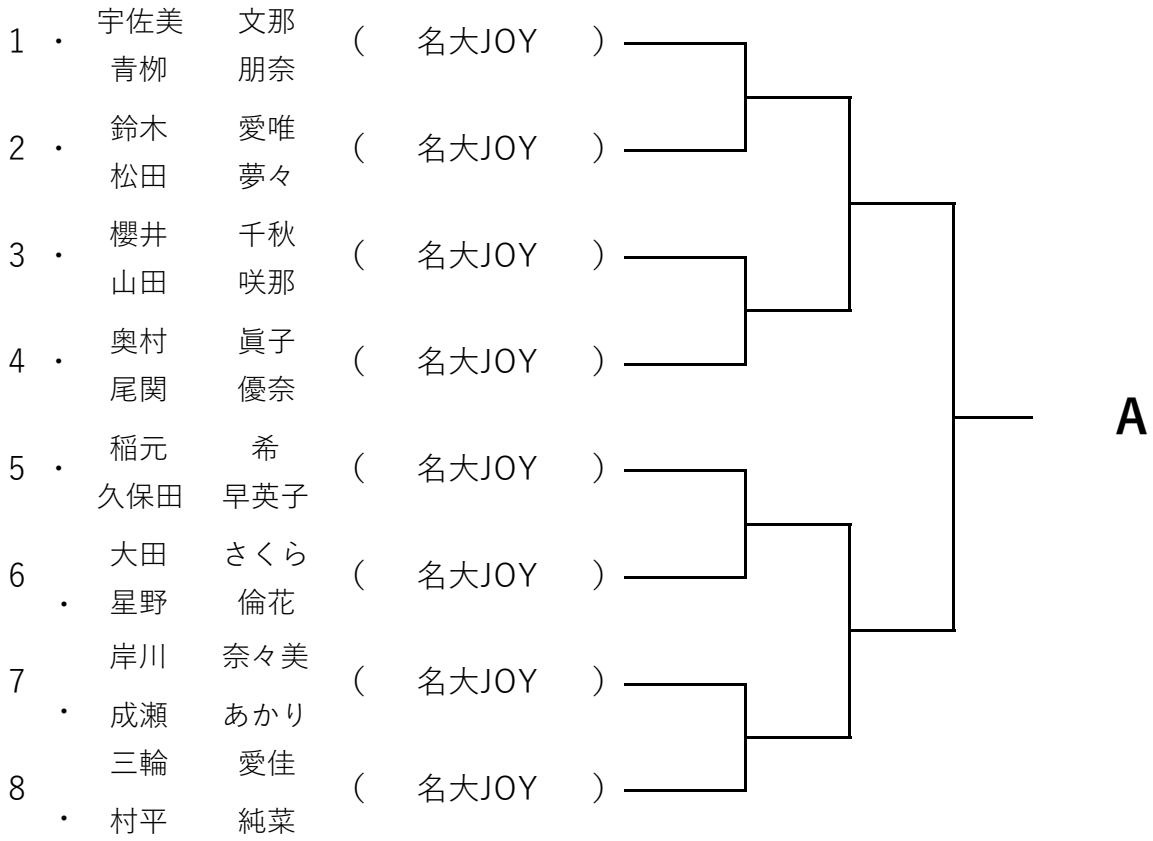 宇佐美 文那
1 ・ ( 名大JOY )
青栁 朋奈
鈴木 愛唯
2 ・ ( 名大JOY )
松田 夢々
櫻井 千秋
3 ・ ( 名大JOY )
山田 咲那
奥村 眞子
4 ・ ( 名大JOY )
尾関 優奈
A
稲元 希
5 ・ ( 名大JOY )
久保田 早英子
大田 さくら
6 ( 名大JOY )
・ 星野 倫花
岸川 奈々美
7 ( 名大JOY )
・ 成瀬 あかり
三輪 愛佳
8 ( 名大JOY )
・ 村平 純菜